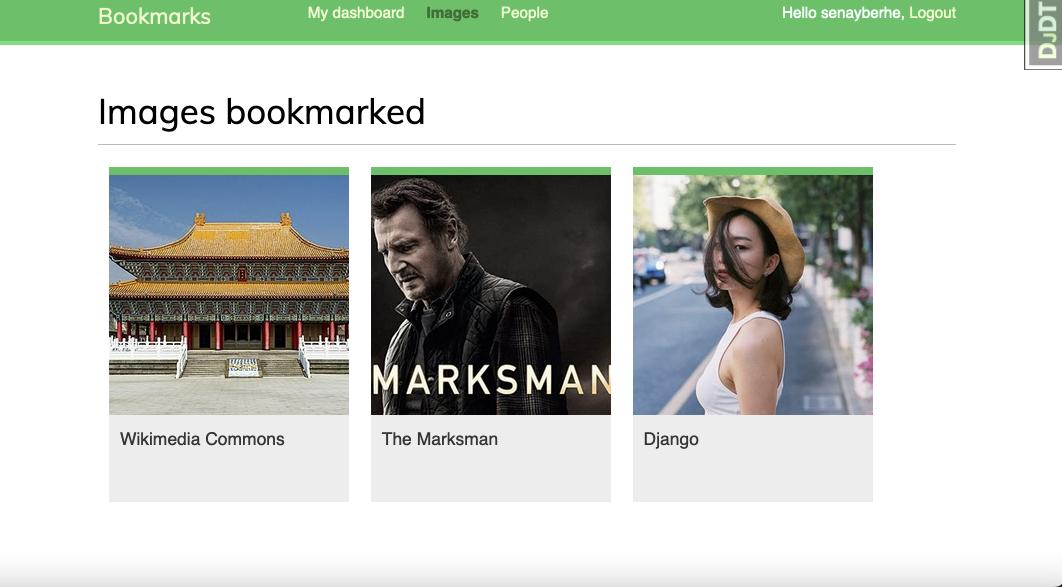 Bookmarks
My dashboard Images People
Hello senayberhe, Logout
DJDT
Images bookmarked
MARKSMAN
Wikimedia Commons
The Marksman
Django